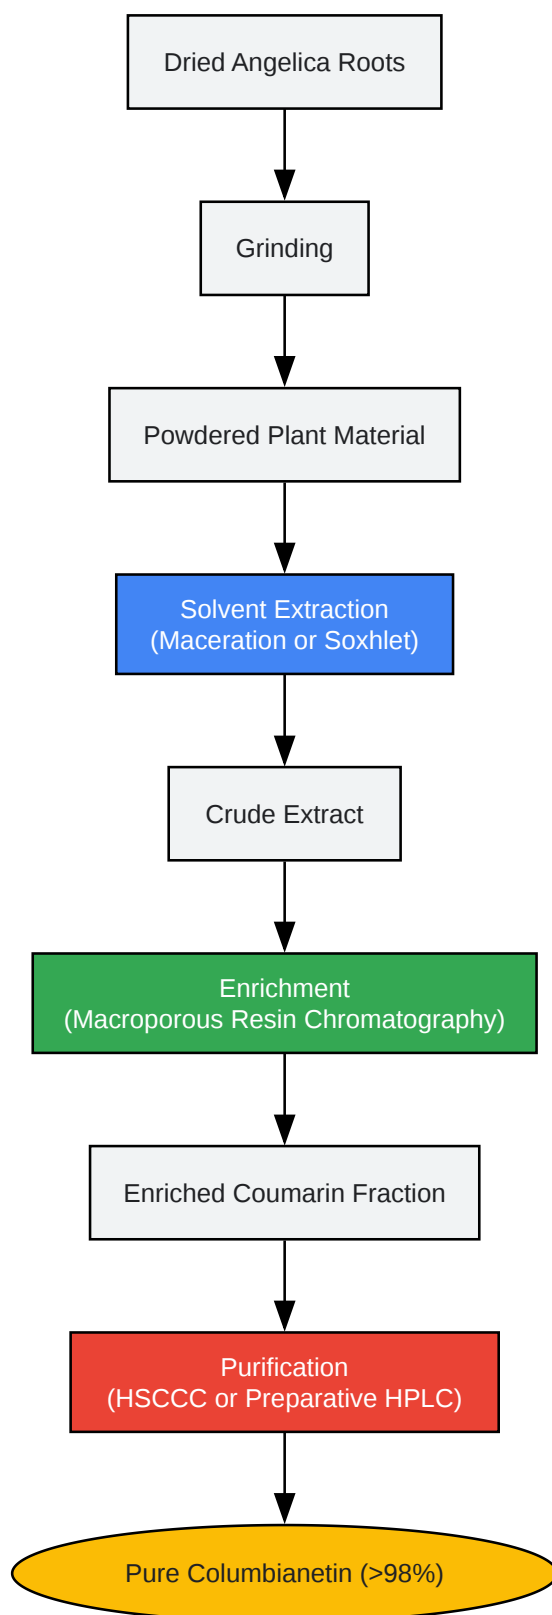 Dried Angelica Roots
Grinding
Powdered Plant Material
Solvent Extraction
(Maceration or Soxhlet)
Crude Extract
Enrichment
(Macroporous Resin Chromatography)
Enriched Coumarin Fraction
Purification
(HSCCC or Preparative HPLC)
Pure Columbianetin (>98%)